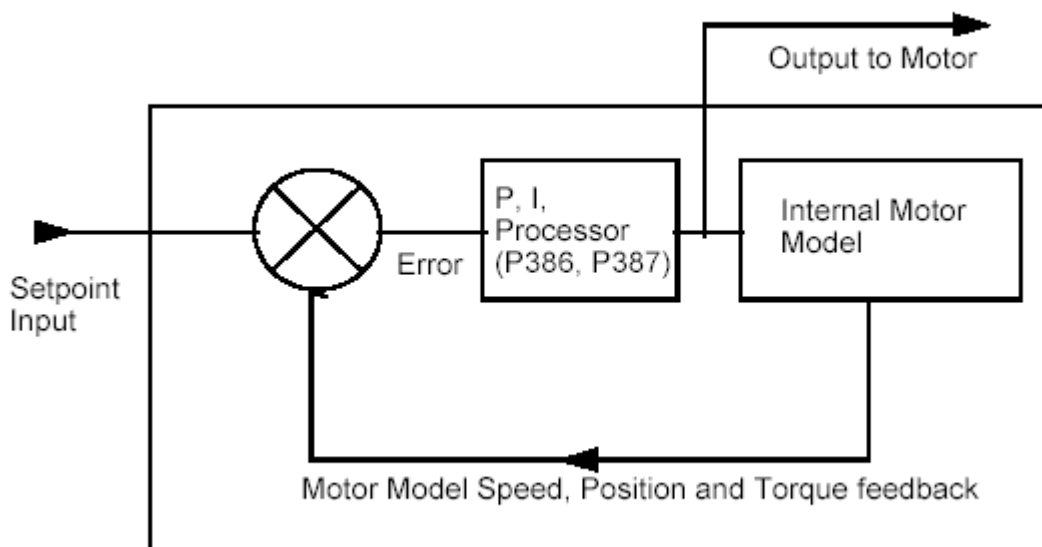 Output to Motor
P, I,
Processor
(P386, P387)
Internal Motor
Model
Error
Setpoint
Input
Motor Model Speed, Position and Torque feedback